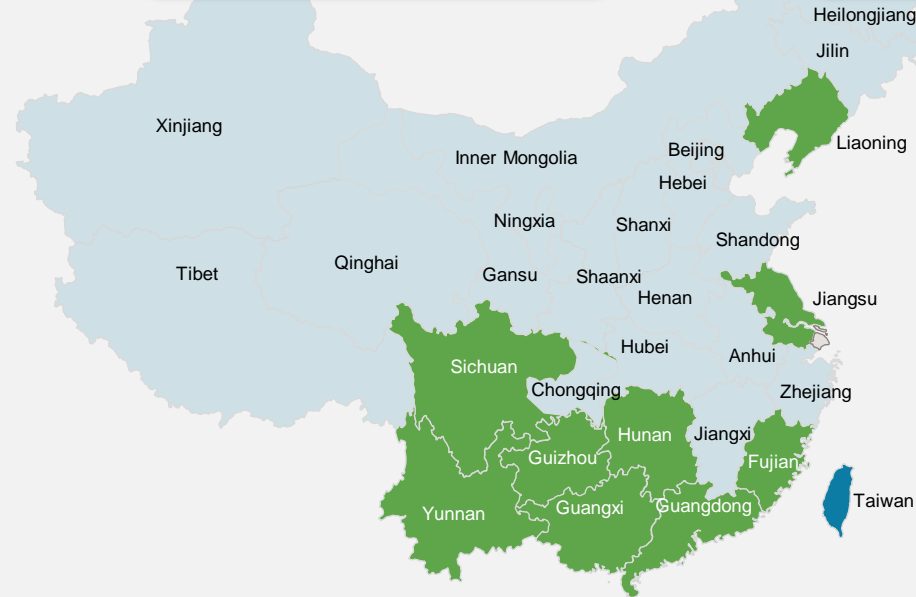 Heilongjiang
Jilin
Xinjiang
Liaoning
Beijing
Inner Mongolia
Hebei
Ningxia
Shanxi
Shandong
Qinghai
Tibet
Gansu
Shaanxi
Henan
Jiangsu
Hubei
Anhui
Sichuan
Chongqing
Zhejiang
Hunan
Jiangxi
Guizhou
Fujian
Taiwan
Yunnan
Guangxi
Guangdong